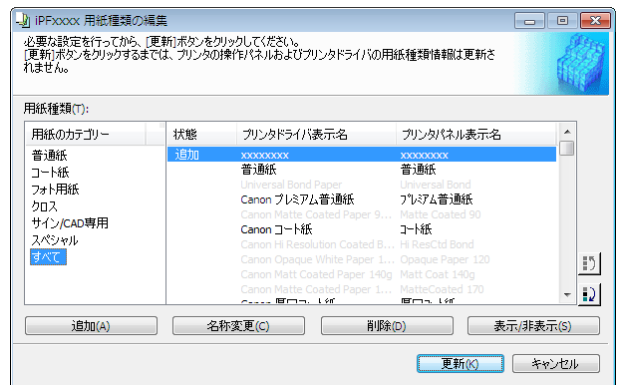 iPFxxxx 用紙種類の編集
必要な設定を行ってから、[更新]ボタンをクリックしてください。
[更新]ボタンをクリックするまでは、プリンタの操作パネルおよびプリンタドライバの用紙種類情報は更新さ
れません。
用紙種類(T):
用紙のカテゴリー 状態 プリンタドライバ表示名 プリンタパネル表示名
普通紙
コート紙
フォト用紙
クロス
サイン/CAD専用
スペシャル
すべて
追加 xxxxxxxx xxxxxxxx
普通紙 普通紙
Universal Bond Paper Universal Bond
Canon プレミアム普通紙 プレミアム普通紙
Canon Matte Coated Paper 9... Matte Coated 90
Canon コート紙 コート紙
Canon Hi Resolution Coated B... Hi ResCtd Bond
Canon Opaque White Paper 1... Opaque Paper 120
Canon Matt Coated Paper 140g Matt Coat 140g
Canon Matte Coated Paper 1... MatteCoated 170
Canon 厚口コート紙 厚口コート紙
追加(A) 名称変更(C) 削除(D) 表示/非表示(S)
更新(K) キャンセル